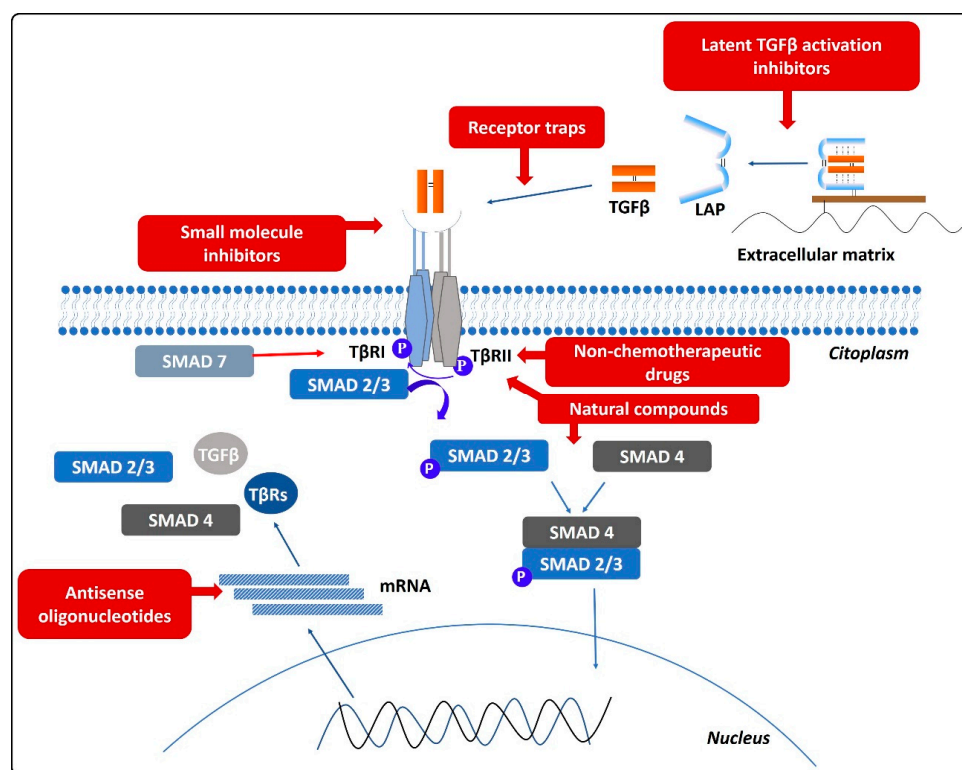 Latent TGFβ activation
inhibitors
Receptor traps
TGFβ
LAP
Extracellular matrix
Small molecule
inhibitors
SMAD 7
TβRI
P
P
TβRII
Non-chemotherapeutic
drugs
Citoplasm
SMAD 2/3
Natural compounds
SMAD 2/3
P
SMAD 4
TGFβ
SMAD 2/3
TβRs
SMAD 4
SMAD 4
SMAD 2/3
P
Antisense
oligonucleotides
mRNA
Nucleus